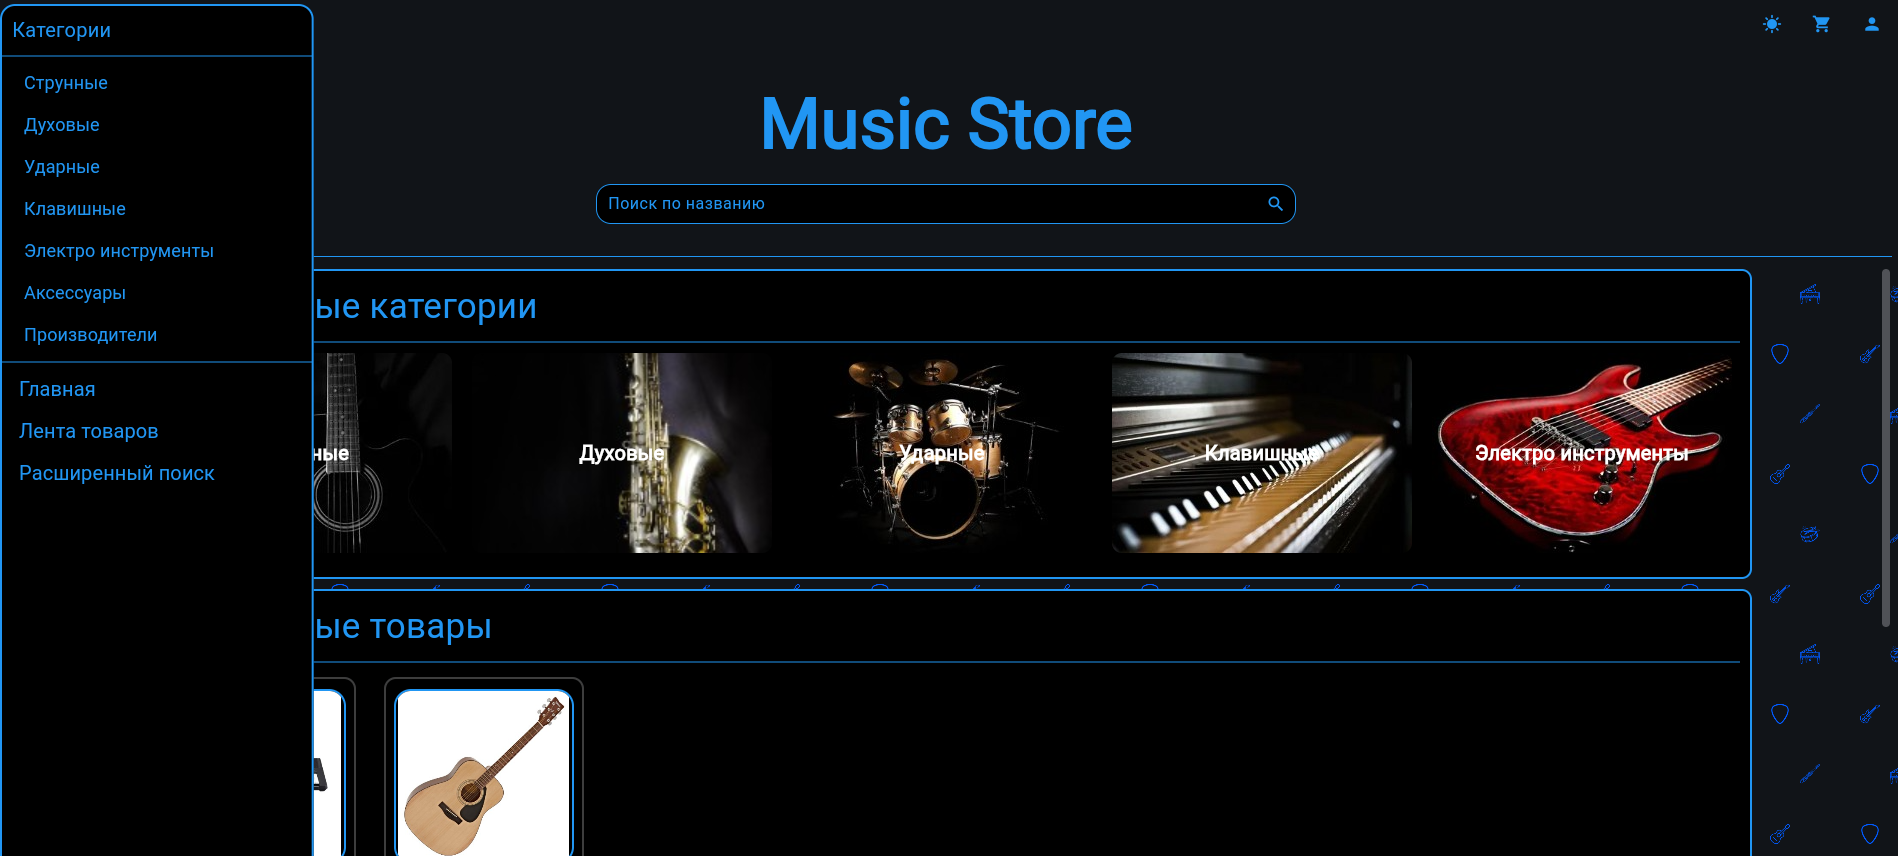 Категории
Струнные
Духовые
Ударные
Клавишные
Электро инструменты
Аксессуары
Производители
Главная
Лента товаров
Расширенный поиск
Music Store
Поиск по названию
ые категории
ные
Духовые
Ударные
Клавишные
Электро инструменты
ые товары